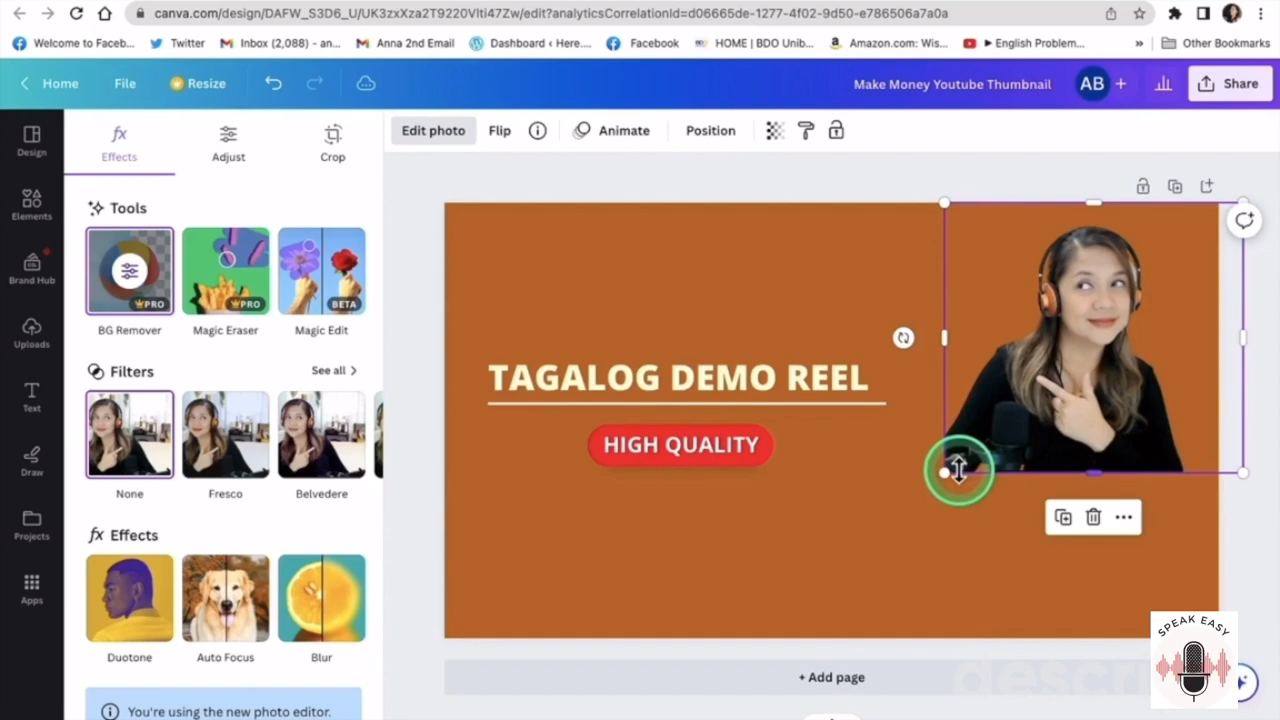 canva.com/design/DAFW_S3D6_U/UK3zxXza2T9220Vlti47Zw/edit?analyticsCorrelationId=d06665de-1277-4f02-9d50-e786506a7a0a
Welcome to Faceb... Twitter Inbox (2,088) - an... Anna 2nd Email Dashboard ‹ Here.... Facebook HOME | BDO Unib... Amazon.com: Wis... ► English Problem... » Other Bookmarks
Home File Resize Make Money Youtube Thumbnail AB + Share
Design
Elements
Brand Hub
Uploads
Text
Draw
Projects
Apps
fx
Effects Adjust Crop
Tools
PRO PRO BETA
BG Remover Magic Eraser Magic Edit
Filters See all
None Fresco Belvedere
fx Effects
Duotone Auto Focus Blur
You're using the new photo editor.
Edit photo Flip Animate Position
TAGALOG DEMO REEL
HIGH QUALITY
+ Add page
SPEAK EASY